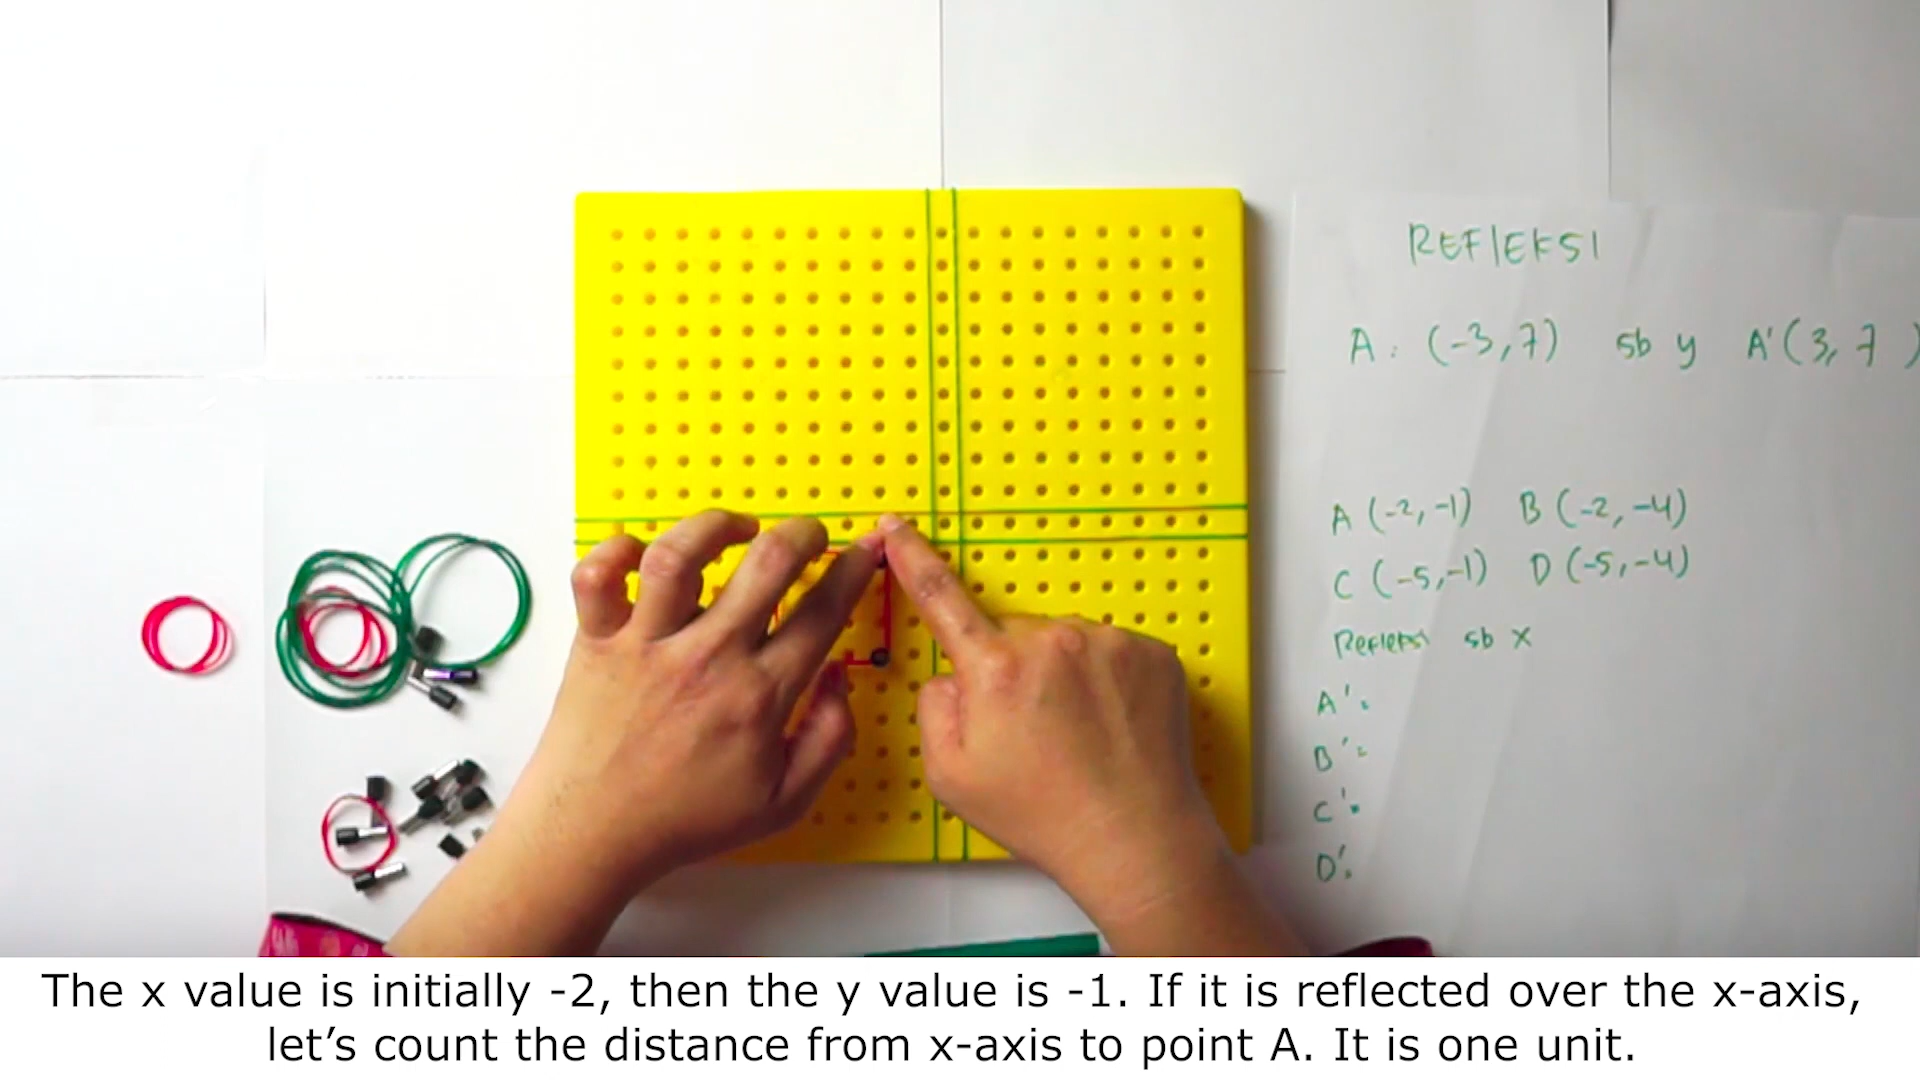 REFLEKSI
A : (-3,7) sb y A'(3,7)
A (-2,-1) B (-2,-4)
C (-5,-1) D (-5,-4)
Refleksi sb x
A' :
B' :
C' :
D' :
The x value is initially -2, then the y value is -1. If it is reflected over the x-axis,
let’s count the distance from x-axis to point A. It is one unit.